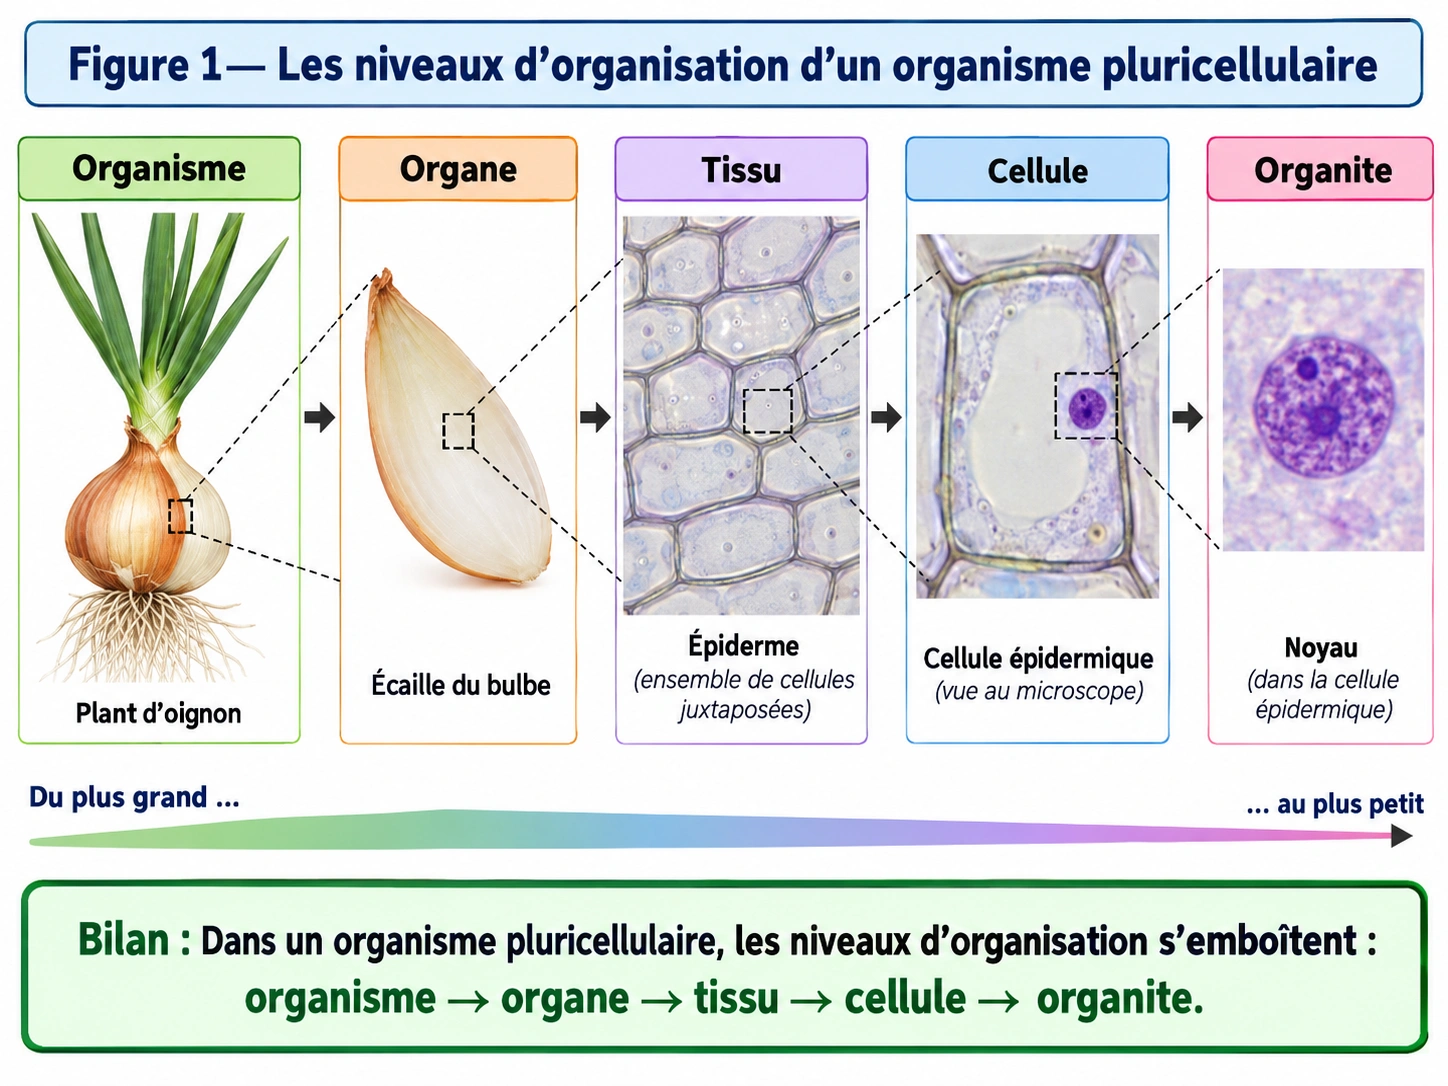 Figure 1— Les niveaux d’organisation d’un organisme pluricellulaire
Organisme
Organe
Tissu
Cellule
Organite
Plant d’oignon
Écaille du bulbe
Épiderme
(ensemble de cellules
juxtaposées)
Cellule épidermique
(vue au microscope)
Noyau
(dans la cellule
épidermique)
Du plus grand ...
... au plus petit
Bilan : Dans un organisme pluricellulaire, les niveaux d’organisation s’emboîtent :
organisme → organe → tissu → cellule → organite.